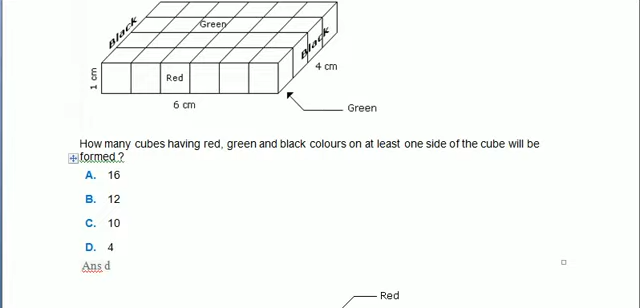 Black
Green
Black
1 cm
Red
4 cm
6 cm
Green
How many cubes having red, green and black colours on at least one side of the cube will be
formed ?
A. 16
B. 12
C. 10
D. 4
Ans d
Red